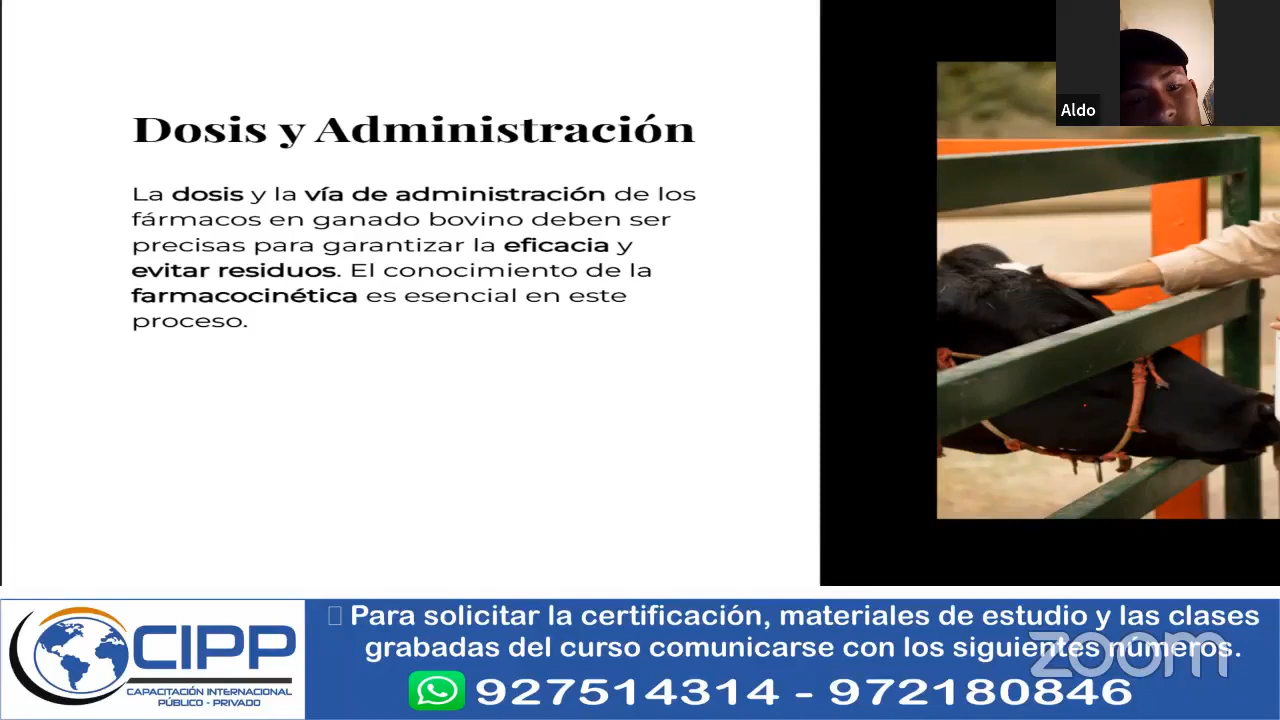 Aldo
Dosis y Administración
La dosis y la vía de administración de los
fármacos en ganado bovino deben ser
precisas para garantizar la eficacia y
evitar residuos. El conocimiento de la
farmacocinética es esencial en este
proceso.
CIPP
CAPACITACIÓN INTERNACIONAL
PÚBLICO - PRIVADO
Para solicitar la certificación, materiales de estudio y las clases
grabadas del curso comunicarse con los siguientes números.
927514314 - 972180846
zoom